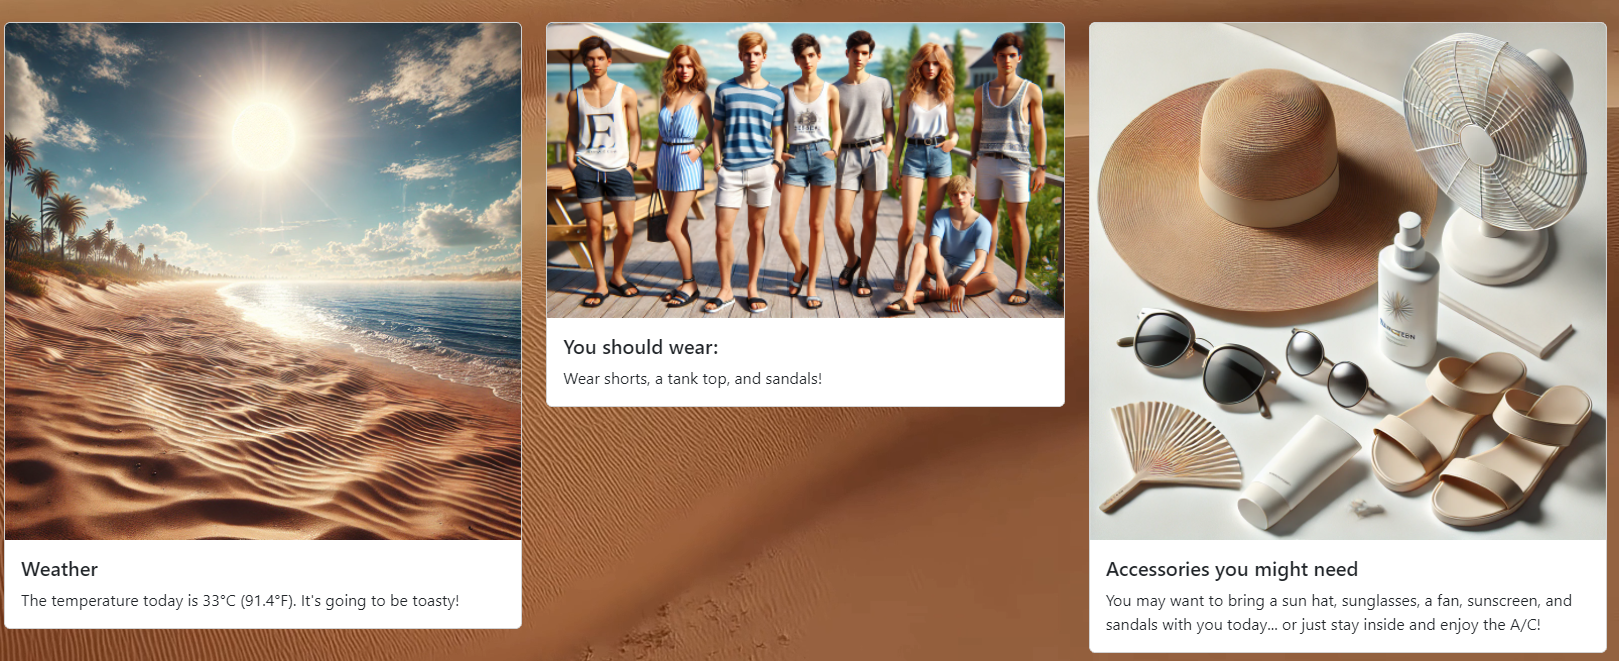 E
Weather
The temperature today is 33°C (91.4°F). It's going to be toasty!
You should wear:
Wear shorts, a tank top, and sandals!
Accessories you might need
You may want to bring a sun hat, sunglasses, a fan, sunscreen, and
sandals with you today... or just stay inside and enjoy the A/C!